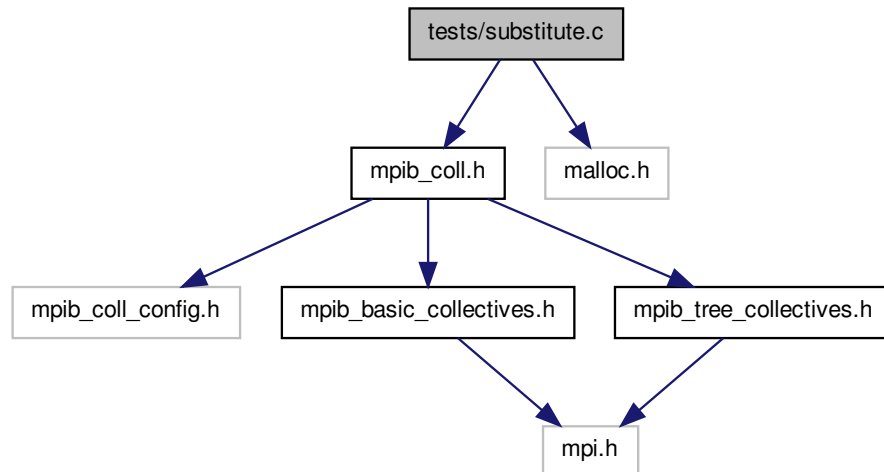 tests/substitute.c
mpib_coll.h
malloc.h
mpib_coll_config.h
mpib_basic_collectives.h
mpib_tree_collectives.h
mpi.h